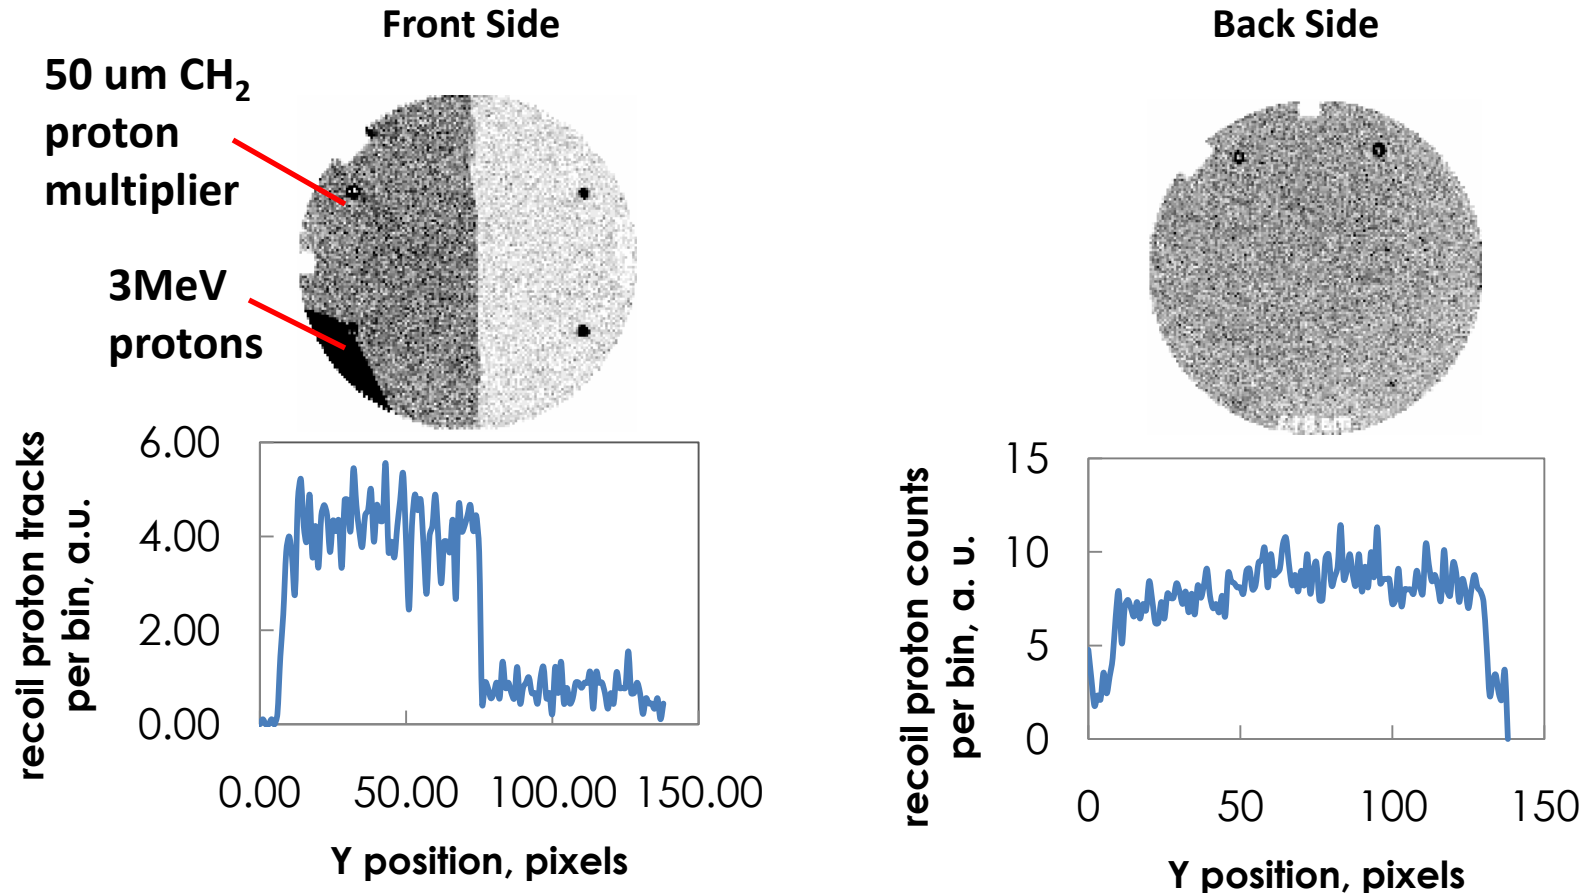 Front Side
50 um CH₂
proton
multiplier
3MeV
protons
recoil proton tracks
per bin, a.u.
6.00
4.00
2.00
0.00
0.00 50.00 100.00 150.00
Y position, pixels
Back Side
recoil proton counts
per bin, a. u.
15
10
5
0
0 50 100 150
Y position, pixels